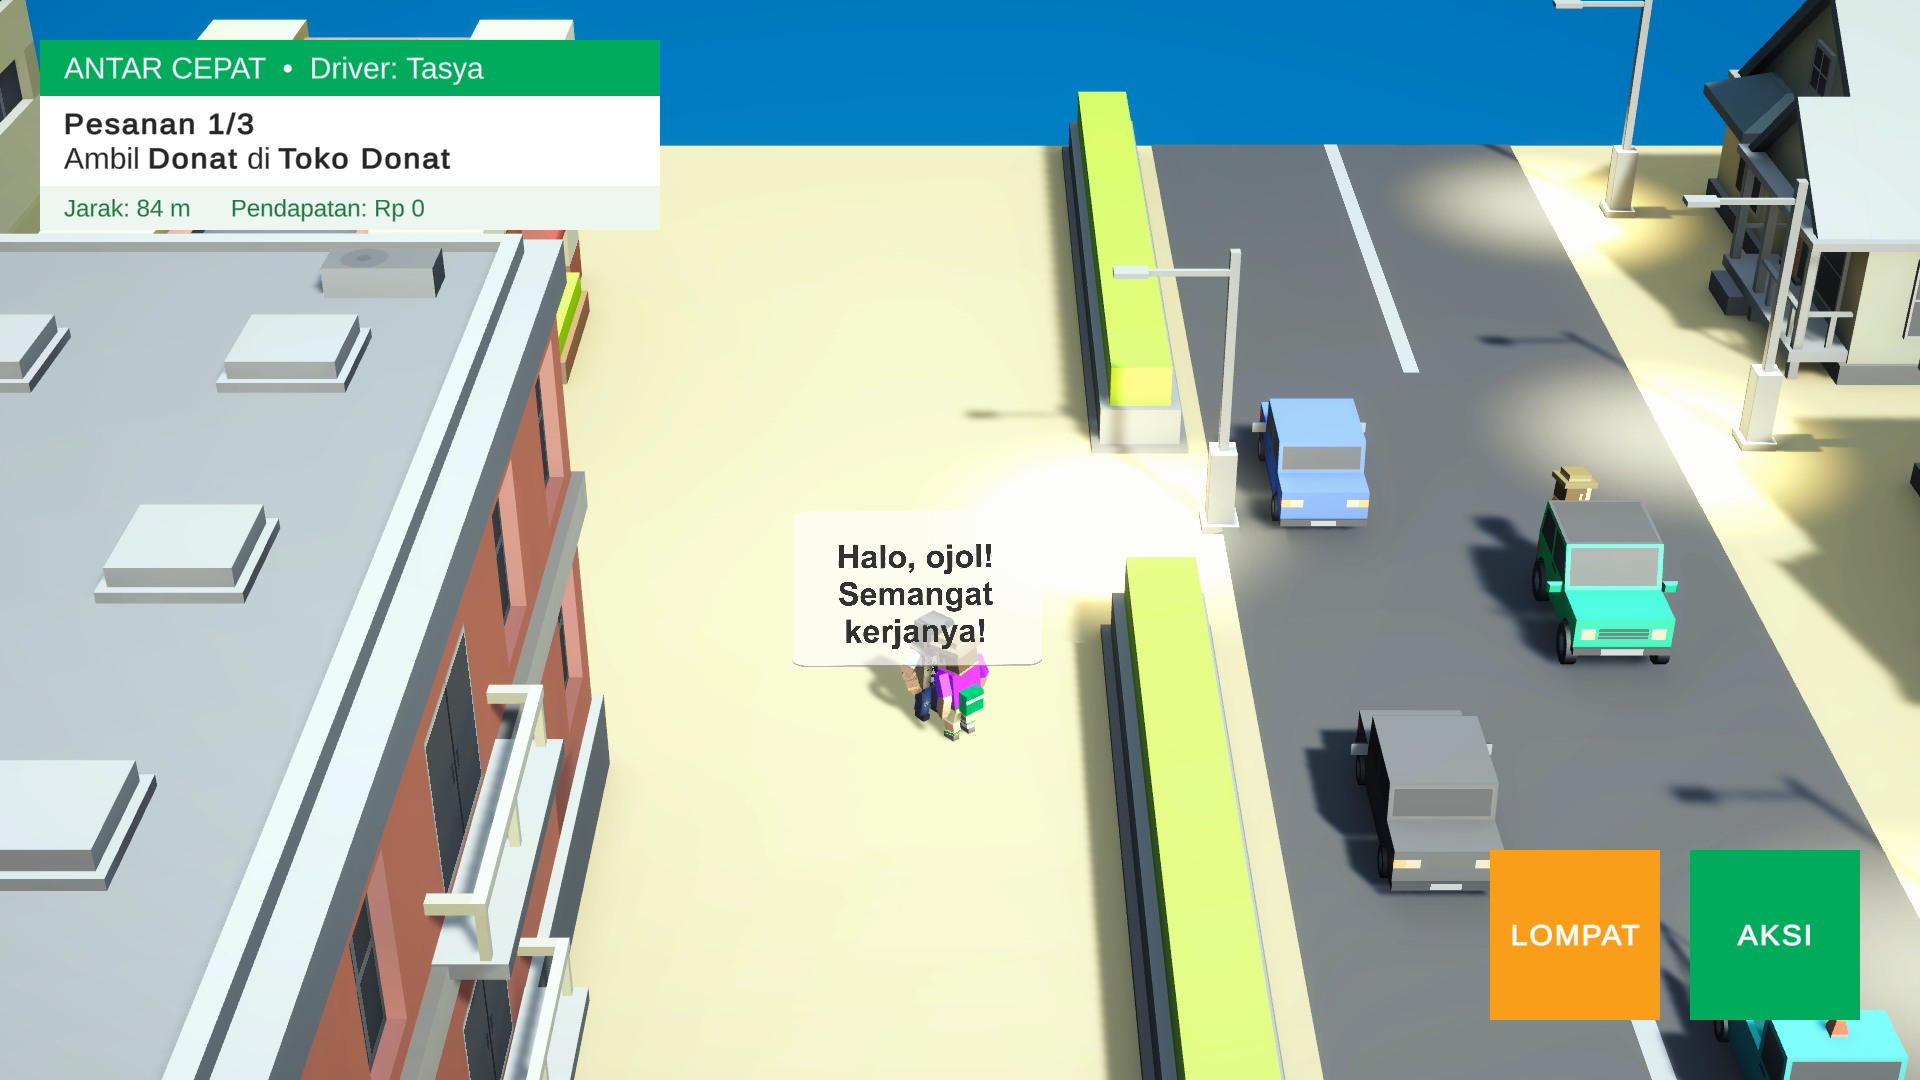 ANTAR CEPAT • Driver: Tasya
Pesanan 1/3
Ambil Donat di Toko Donat
Jarak: 84 m Pendapatan: Rp 0
Halo, ojol!
Semangat
kerjanya!
LOMPAT
AKSI